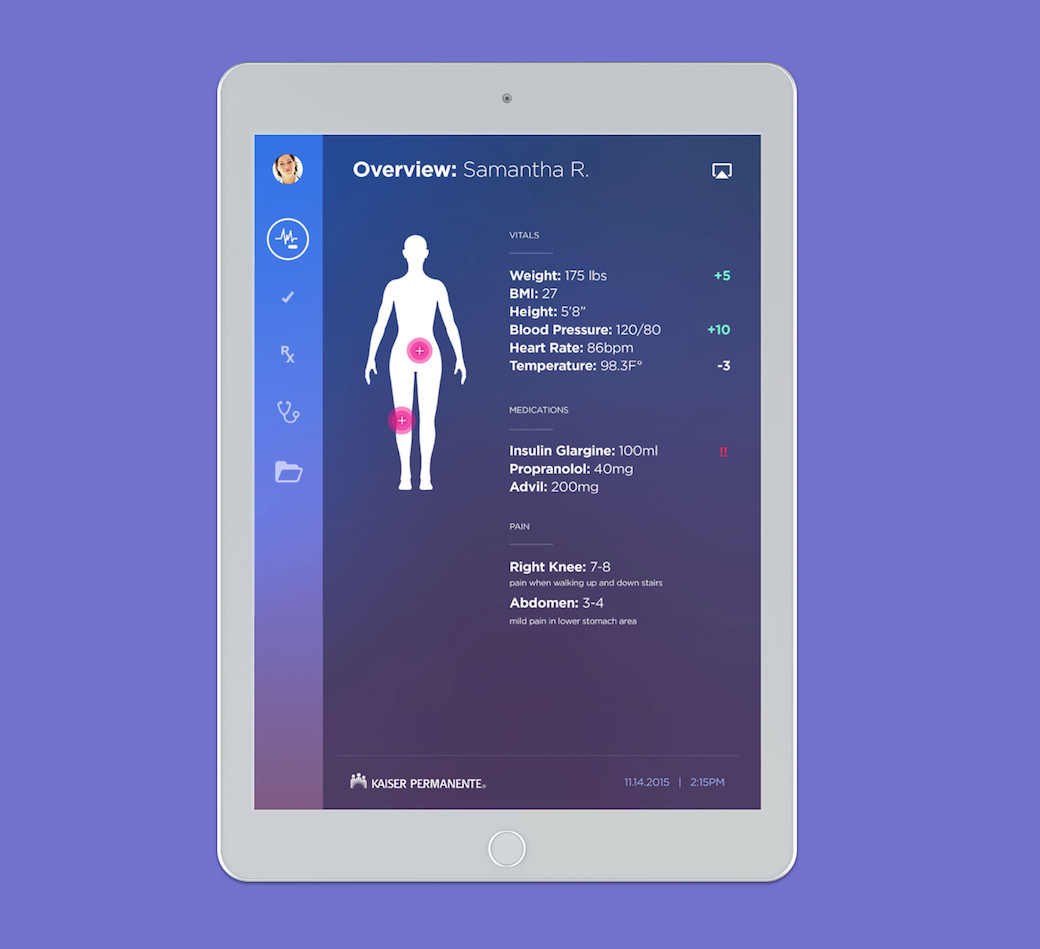 Overview: Samantha R.
VITALS
Weight: 175 lbs +5
BMI: 27
Height: 5'8”
Blood Pressure: 120/80 +10
Heart Rate: 86bpm
Temperature: 98.3F° -3
MEDICATIONS
Insulin Glargine: 100ml !!
Propranolol: 40mg
Advil: 200mg
PAIN
Right Knee: 7-8
pain when walking up and down stairs
Abdomen: 3-4
mild pain in lower stomach area
Rx
KAISER PERMANENTE®
11.14.2015 | 2:15PM